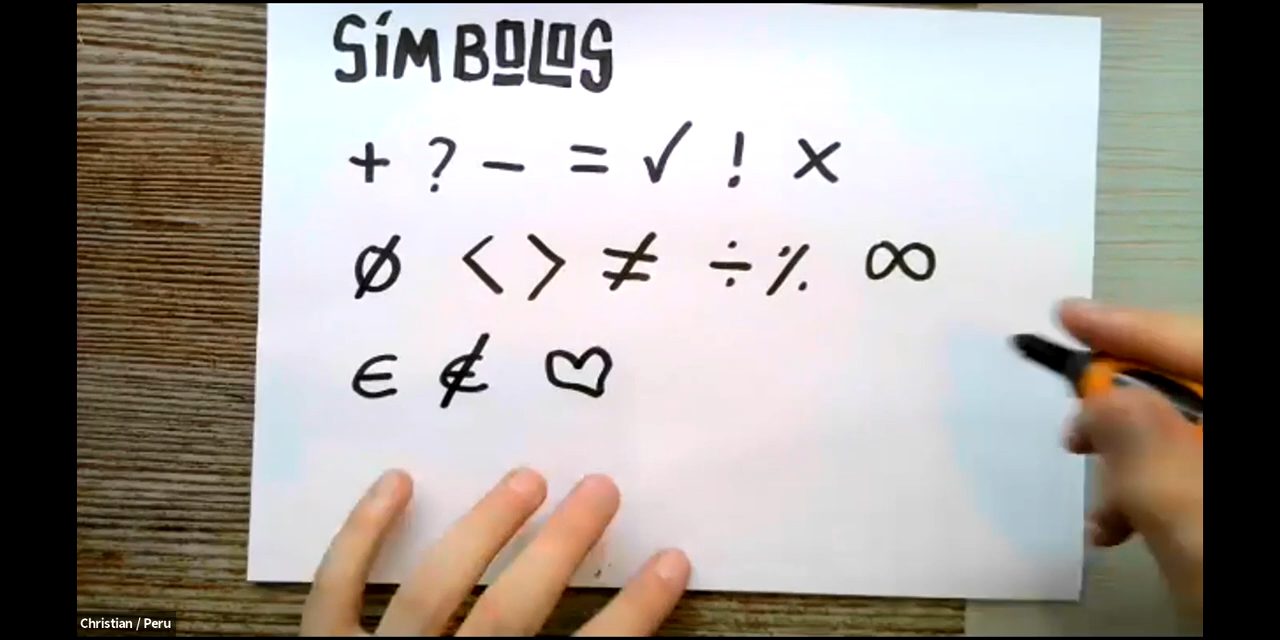 SÍMBOLOS
+ ? − = ✓ ! ×
∅ < > ≠ ÷ % ∞
∈ ∉ ♡
Christian / Peru